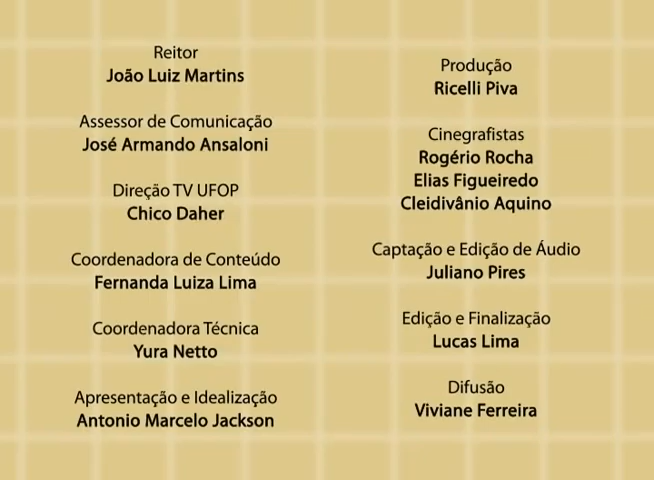 Reitor
João Luiz Martins
Assessor de Comunicação
José Armando Ansaloni
Direção TV UFOP
Chico Daher
Coordenadora de Conteúdo
Fernanda Luiza Lima
Coordenadora Técnica
Yura Netto
Apresentação e Idealização
Antonio Marcelo Jackson
Produção
Ricelli Piva
Cinegrafistas
Rogério Rocha
Elias Figueiredo
Cleidivânio Aquino
Captação e Edição de Áudio
Juliano Pires
Edição e Finalização
Lucas Lima
Difusão
Viviane Ferreira